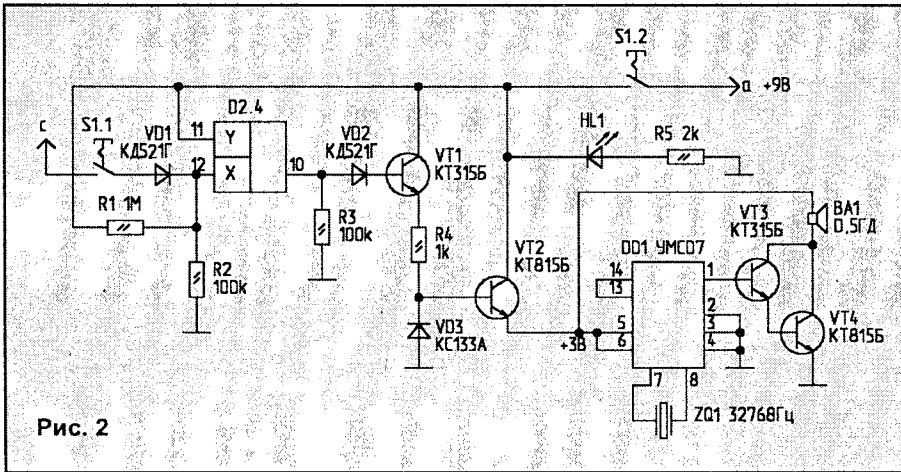 S1.2
a +9В
c
S1.1
VD1
КД521Г
D2.4
11
Y
12
X
10
VD2
КД521Г
VT1
КТ315Б
HL1
R5 2k
R1 1M
R3
100k
R4
1k
R2
100k
VT2
КТ815Б
VD3
КС133А
DD1 УМС07
VT3
КТ315Б
BA1
0,5ГД
14
13
1
2
3
4
5
6
+3В
7
8
VT4
КТ815Б
ZQ1 32768Гц
Рис. 2